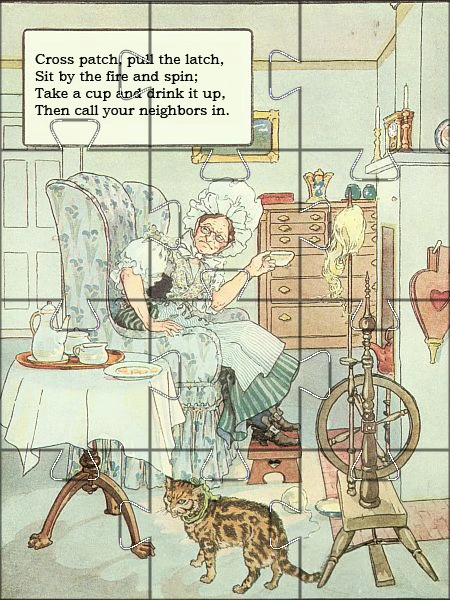 Cross patch, pull the latch,
Sit by the fire and spin;
Take a cup and drink it up,
Then call your neighbors in.